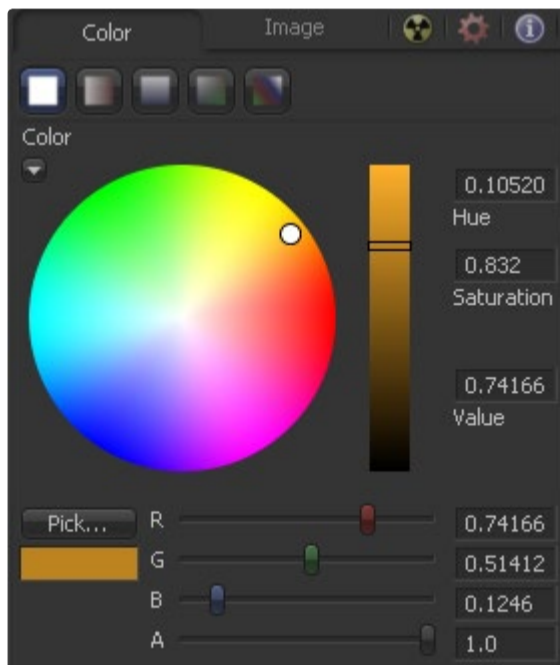 Color
Image
Color
0.10520
Hue
0.832
Saturation
0.74166
Value
Pick...
R
0.74166
G
0.51412
B
0.1246
A
1.0